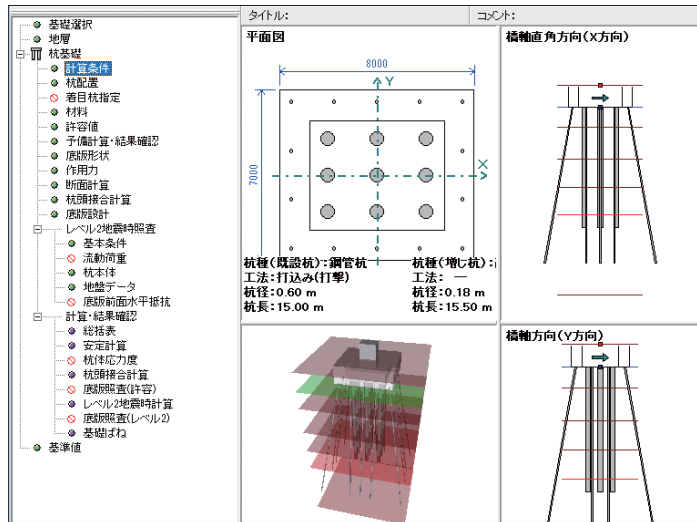 タイトル:
コメント:
基礎選択
地層
杭基礎
計算条件
杭配置
着目杭指定
材料
許容値
予備計算・結果確認
底版形状
作用力
断面計算
杭頭接合計算
底版設計
レベル2地震時照査
基本条件
流動荷重
杭本体
地盤データ
底版前面水平抵抗
計算・結果確認
総括表
安定計算
杭体応力度
杭頭接合計算
底版照査(許容)
レベル2地震時計算
底版照査(レベル2)
基礎ばね
基準値
平面図
8000
Y
7000
X
杭種(既設杭):鋼管杭
工法:打込み(打撃)
杭径:0.60 m
杭長:15.00 m
杭種(増し杭):
工法: ―
杭径:0.18 m
杭長:15.50 m
橋軸直角方向(X方向)
橋軸方向(Y方向)